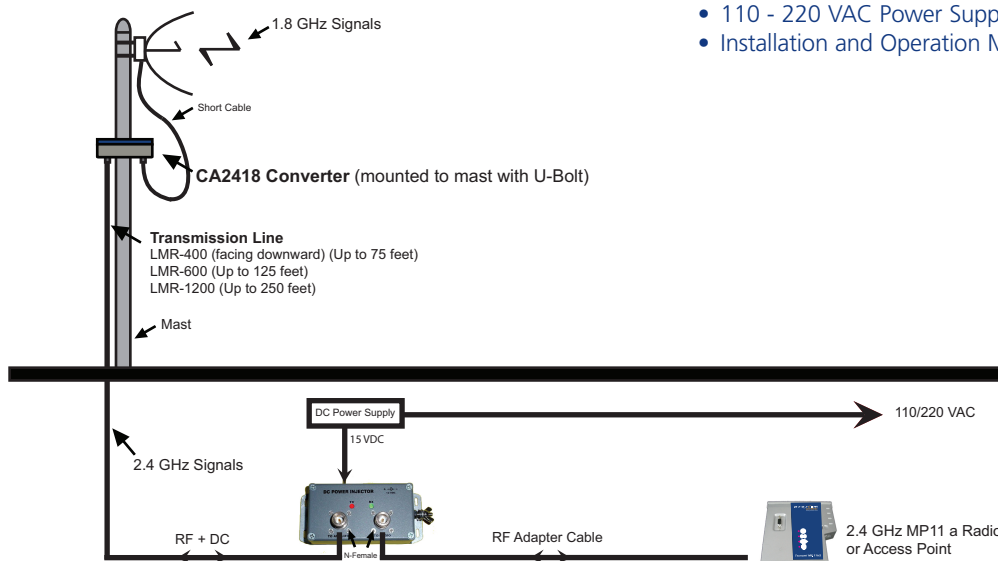 • 110 - 220 VAC Power Supp
• Installation and Operation M
1.8 GHz Signals
Short Cable
CA2418 Converter (mounted to mast with U-Bolt)
Transmission Line
LMR-400 (facing downward) (Up to 75 feet)
LMR-600 (Up to 125 feet)
LMR-1200 (Up to 250 feet)
Mast
DC Power Supply
110/220 VAC
15 VDC
2.4 GHz Signals
DC POWER INJECTOR
RF + DC
N-Female
RF Adapter Cable
2.4 GHz MP11 a Radio
or Access Point